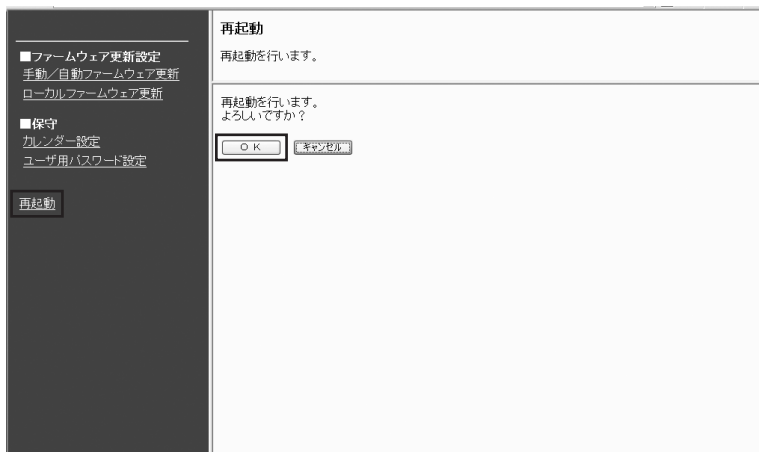 ■ファームウェア更新設定
手動／自動ファームウェア更新
ローカルファームウェア更新
■保守
カレンダー設定
ユーザ用パスワード設定
再起動
再起動
再起動を行います。
再起動を行います。
よろしいですか？
ＯＫ
キャンセル